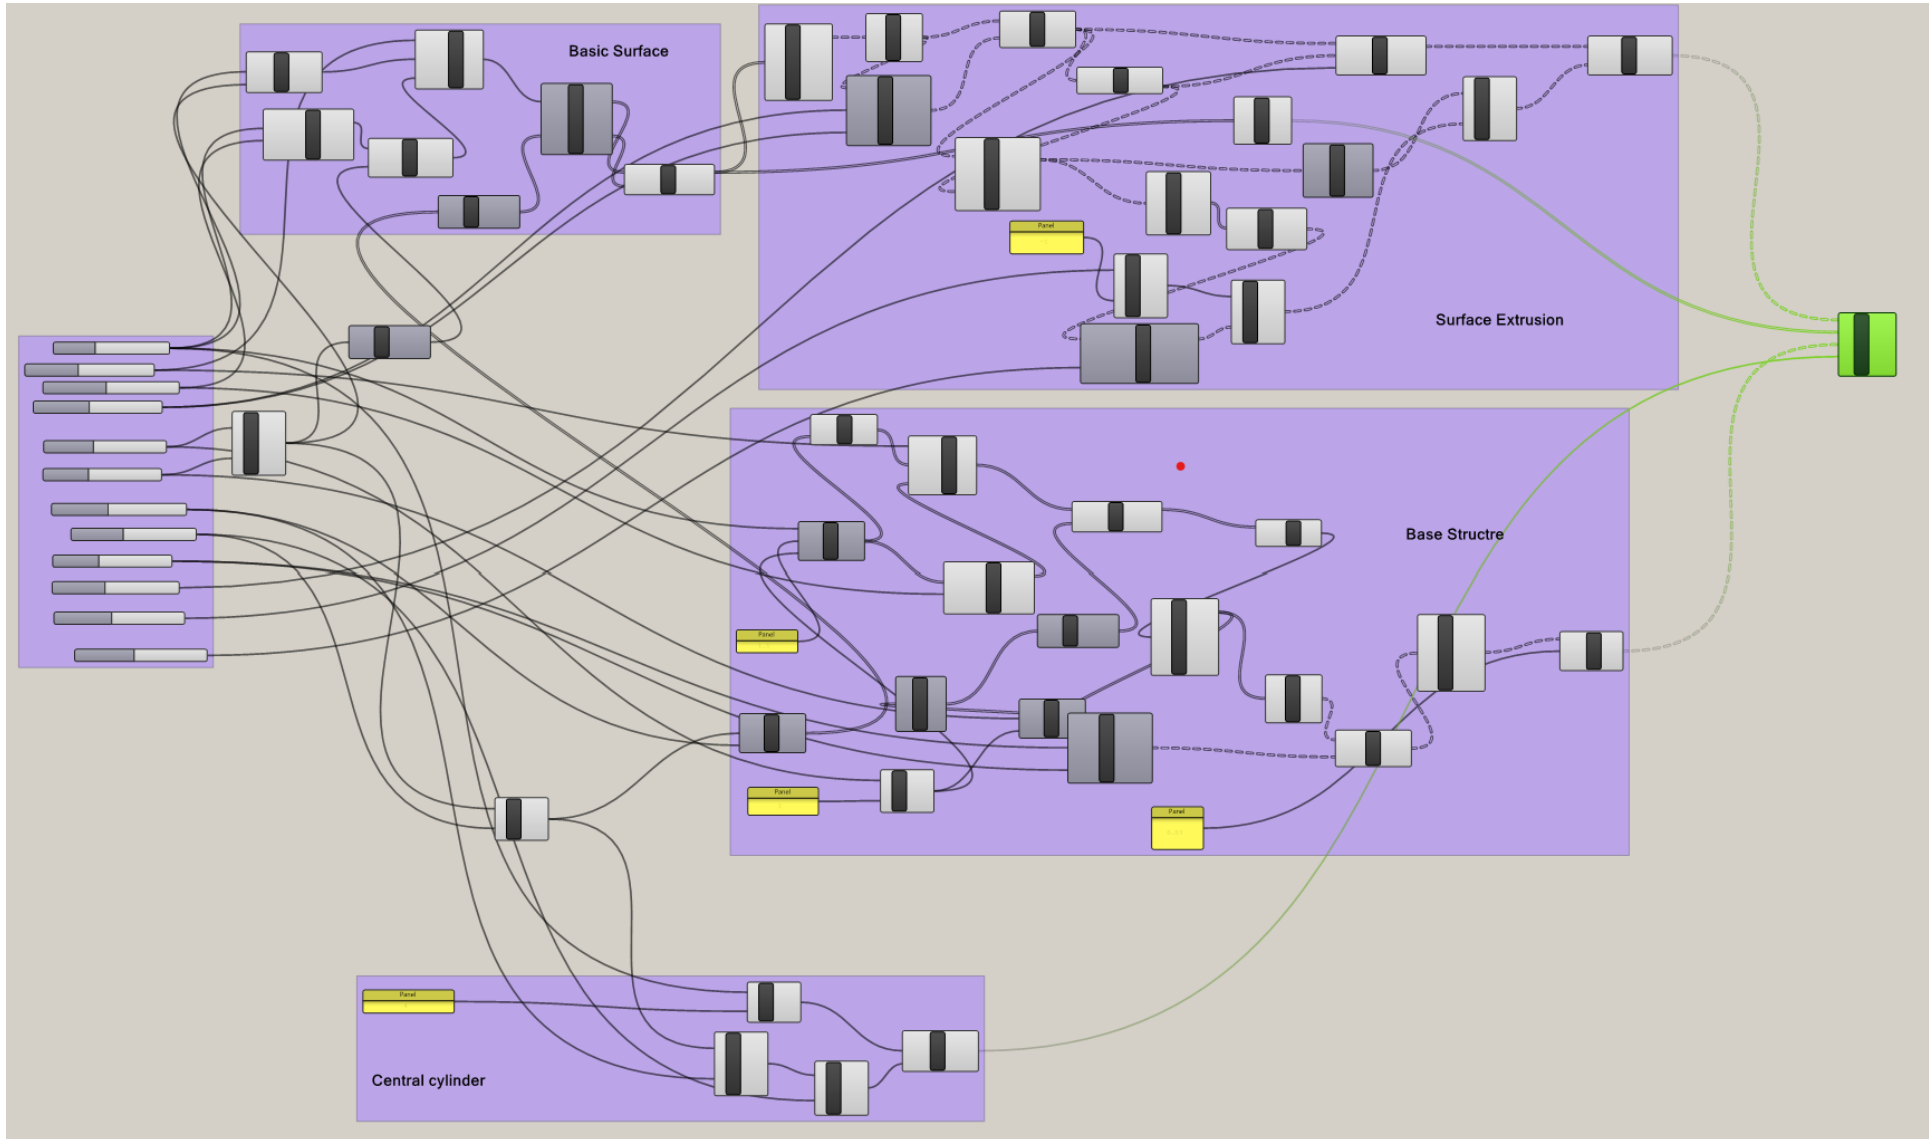 Basic Surface
Panel
Surface Extrusion
Base Structre
Panel
Panel
Panel
Panel
Central cylinder